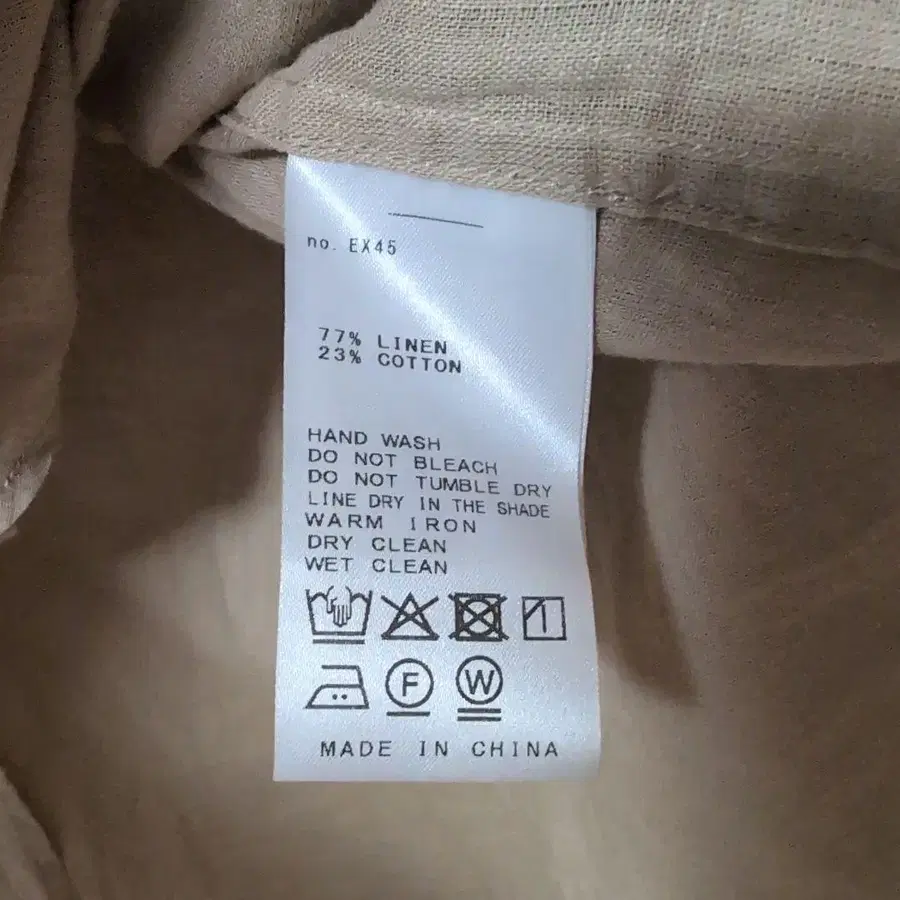 no. EX45
77% LINEN
23% COTTON
HAND WASH
DO NOT BLEACH
DO NOT TUMBLE DRY
LINE DRY IN THE SHADE
WARM IRON
DRY CLEAN
WET CLEAN
F W
MADE IN CHINA